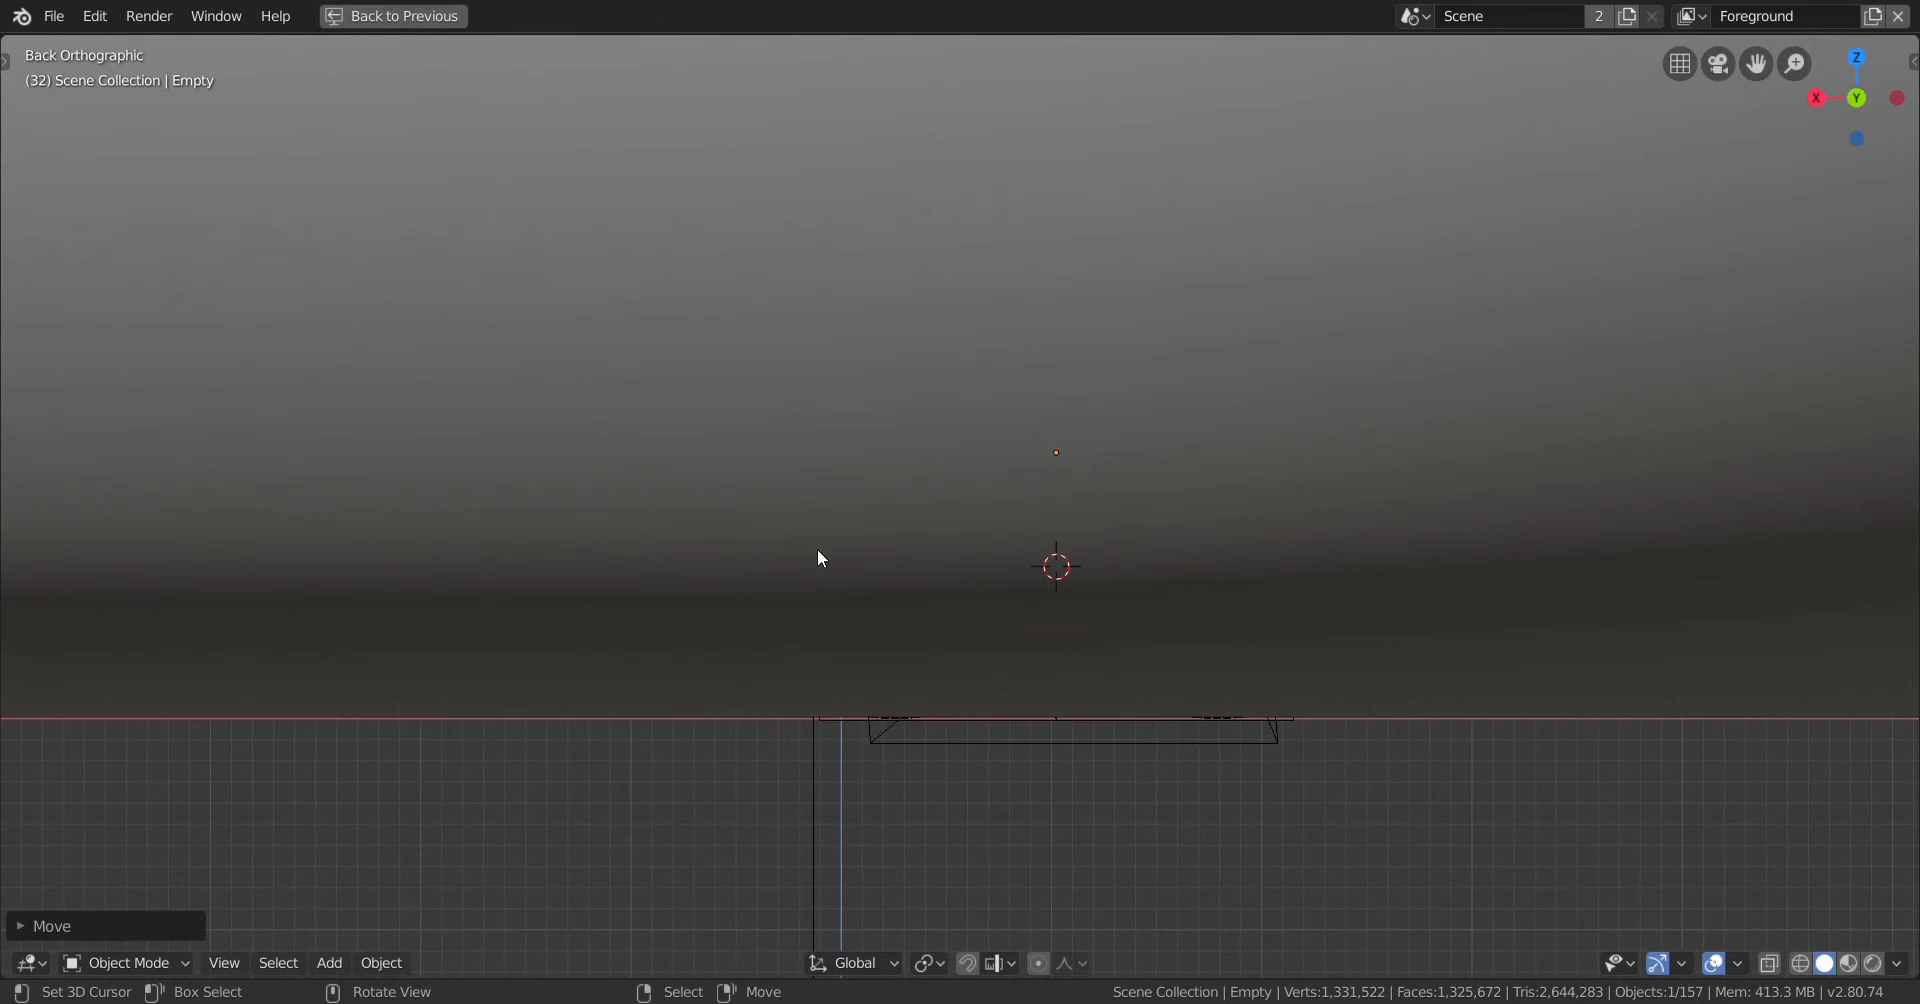 File Edit Render Window Help Back to Previous Scene 2 Foreground
Back Orthographic
(32) Scene Collection | Empty
Z
X Y
Move
Object Mode View Select Add Object Global
Set 3D Cursor Box Select Rotate View Select Move Scene Collection | Empty | Verts:1,331,522 | Faces:1,325,672 | Tris:2,644,283 | Objects:1/157 | Mem: 413.3 MB | v2.80.74